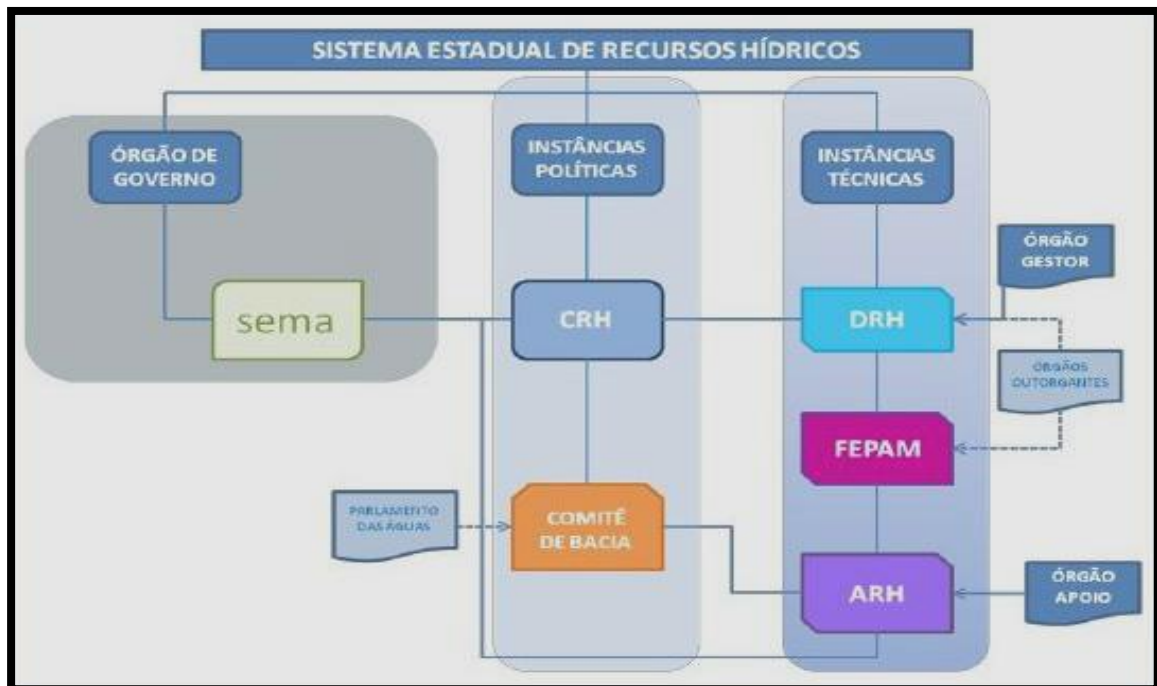 SISTEMA ESTADUAL DE RECURSOS HÍDRICOS
ÓRGÃO DE
GOVERNO
INSTÂNCIAS
POLÍTICAS
INSTÂNCIAS
TÉCNICAS
ÓRGÃO
GESTOR
sema
CRH
DRH
ÓRGÃOS
OUTORGANTES
FEPAM
PARLAMENTO
DAS ÁGUAS
COMITÊ
DE BACIA
ARH
ÓRGÃO
APOIO